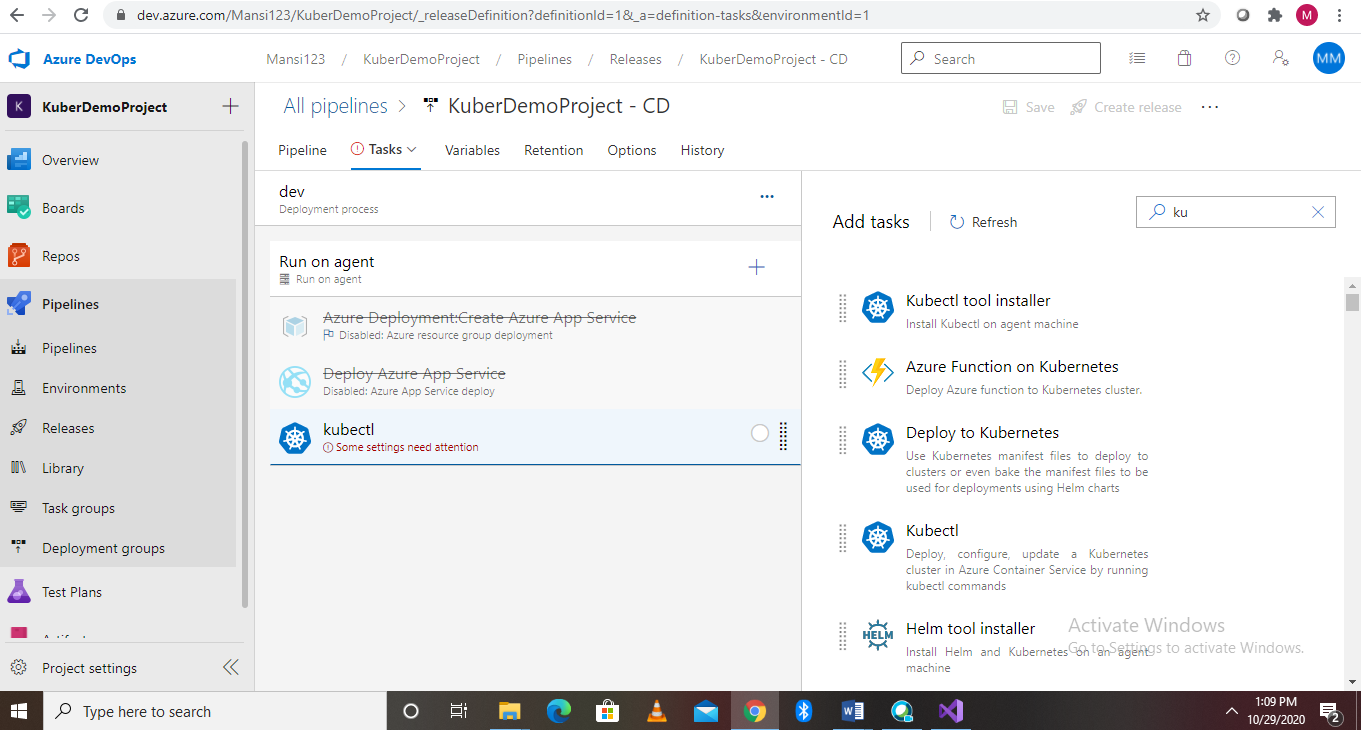 dev.azure.com/Mansi123/KuberDemoProject/_releaseDefinition?definitionId=1&_a=definition-tasks&environmentId=1
M
Azure DevOps
Mansi123 / KuberDemoProject / Pipelines / Releases / KuberDemoProject - CD
Search
MM
K
KuberDemoProject
All pipelines > KuberDemoProject - CD
Save
Create release
Pipeline
Tasks
Variables
Retention
Options
History
Overview
Boards
Repos
Pipelines
Pipelines
Environments
Releases
Library
Task groups
Deployment groups
Test Plans
Project settings
dev
Deployment process
Run on agent
Run on agent
Azure Deployment:Create Azure App Service
Disabled: Azure resource group deployment
Deploy Azure App Service
Disabled: Azure App Service deploy
kubectl
Some settings need attention
Add tasks
Refresh
ku
Kubectl tool installer
Install Kubectl on agent machine
Azure Function on Kubernetes
Deploy Azure function to Kubernetes cluster.
Deploy to Kubernetes
Use Kubernetes manifest files to deploy to
clusters or even bake the manifest files to be
used for deployments using Helm charts
Kubectl
Deploy, configure, update a Kubernetes
cluster in Azure Container Service by running
kubectl commands
HELM
Helm tool installer
Install Helm and Kubernetes on an agent
machine
Activate Windows
Go to Settings to activate Windows.
Type here to search
1:09 PM
10/29/2020
2